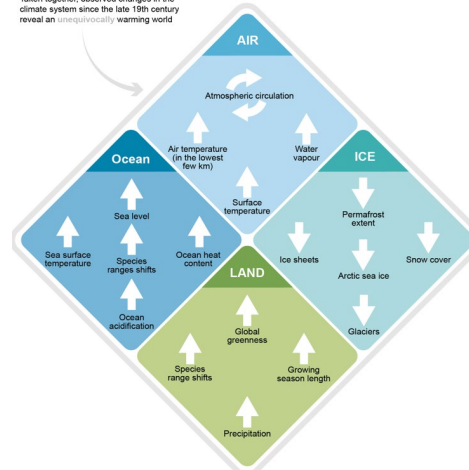 Taken together, observed changes in the
climate system since the late 19th century
reveal an unequivocally warming world
AIR
Atmospheric circulation
Air temperature
(in the lowest
few km)
Water
vapour
Surface
temperature
Ocean
Sea level
Sea surface
temperature
Species
ranges shifts
Ocean heat
content
Ocean
acidification
ICE
Permafrost
extent
Ice sheets
Arctic sea ice
Snow cover
Glaciers
LAND
Global
greenness
Species
range shifts
Growing
season length
Precipitation